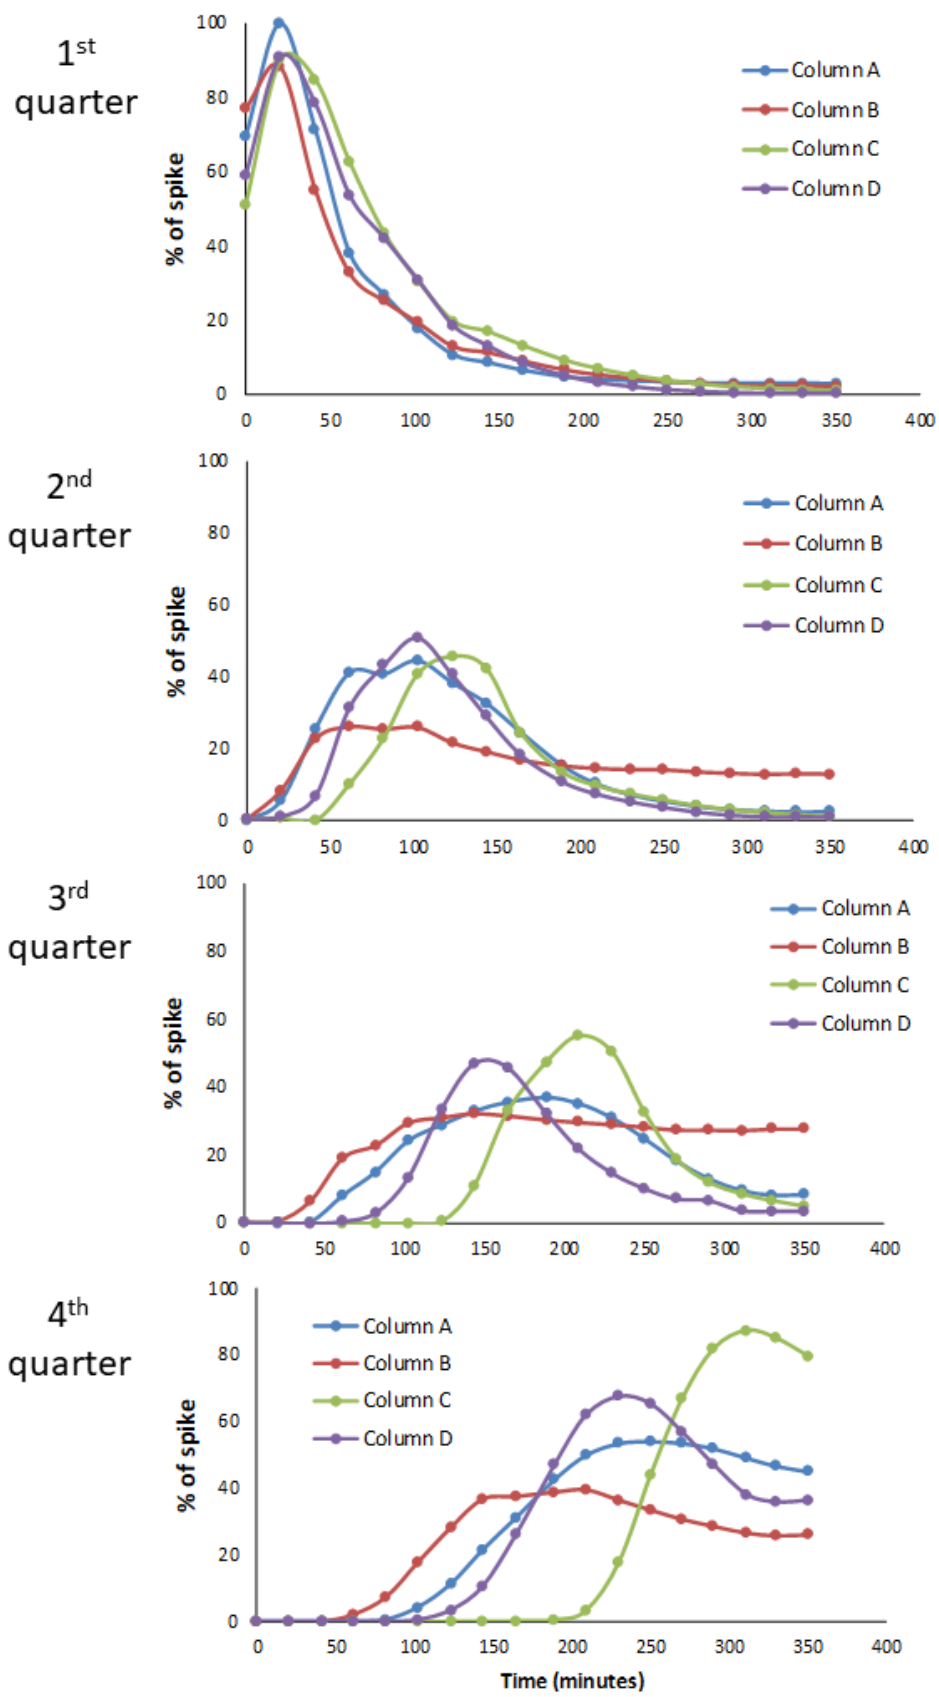 1st
quarter
100
80
60
40
20
0
% of spike
Column A
Column B
Column C
Column D
0 50 100 150 200 250 300 350 400
2nd
quarter
100
80
60
40
20
0
% of spike
Column A
Column B
Column C
Column D
0 50 100 150 200 250 300 350 400
3rd
quarter
100
80
60
40
20
0
% of spike
Column A
Column B
Column C
Column D
0 50 100 150 200 250 300 350 400
4th
quarter
100
80
60
40
20
0
% of spike
Column A
Column B
Column C
Column D
0 50 100 150 200 250 300 350 400
Time (minutes)